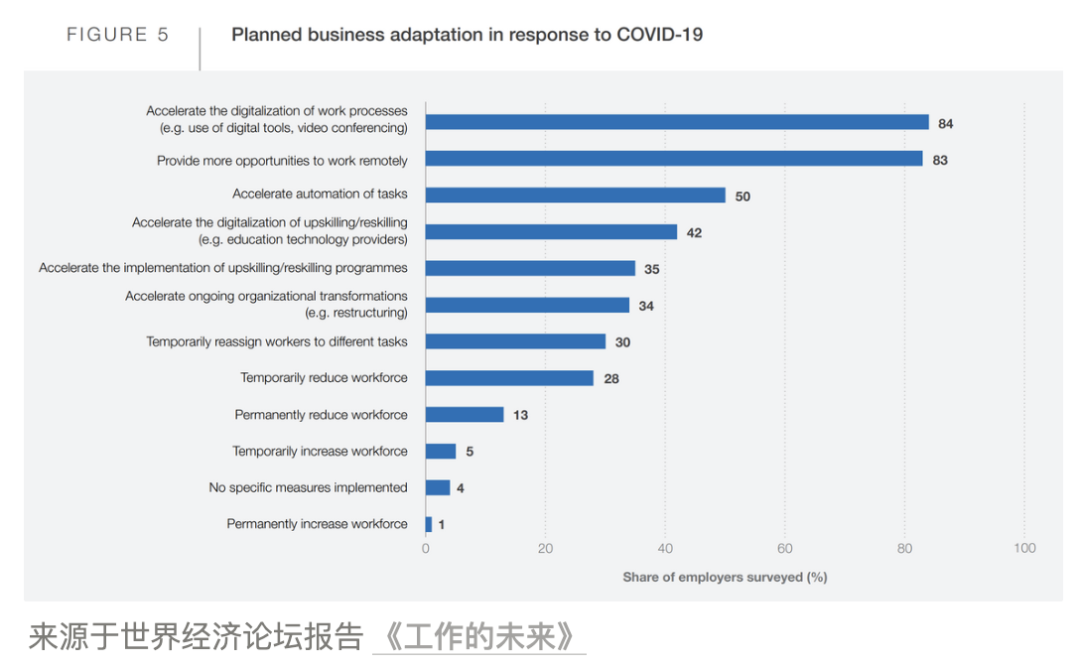 FIGURE 5
Planned business adaptation in response to COVID-19
Accelerate the digitalization of work processes
(e.g. use of digital tools, video conferencing)
84
Provide more opportunities to work remotely
83
Accelerate automation of tasks
50
Accelerate the digitalization of upskilling/reskilling
(e.g. education technology providers)
42
Accelerate the implementation of upskilling/reskilling programmes
35
Accelerate ongoing organizational transformations
(e.g. restructuring)
34
Temporarily reassign workers to different tasks
30
Temporarily reduce workforce
28
Permanently reduce workforce
13
Temporarily increase workforce
5
No specific measures implemented
4
Permanently increase workforce
1
0 20 40 60 80 100
Share of employers surveyed (%)
来源于世界经济论坛报告 《工作的未来》